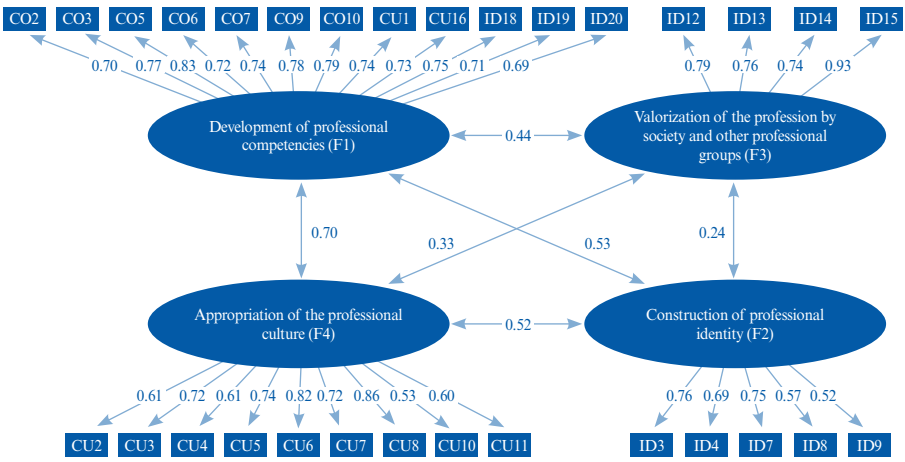 CO2 CO3 CO5 CO6 CO7 CO9 CO10 CU1 CU16 ID18 ID19 ID20 ID12 ID13 ID14 ID15
0.70 0.77 0.83 0.72 0.74 0.78 0.79 0.74 0.73 0.75 0.71 0.69 0.79 0.76 0.74 0.93
Development of professional
competencies (F1)
0.44
Valorization of the profession by
society and other professional
groups (F3)
0.70
0.33
0.53
0.24
Appropriation of the professional
culture (F4)
0.52
Construction of professional
identity (F2)
0.61 0.72 0.61 0.74 0.82 0.72 0.86 0.53 0.60 0.76 0.69 0.75 0.57 0.52
CU2 CU3 CU4 CU5 CU6 CU7 CU8 CU10 CU11 ID3 ID4 ID7 ID8 ID9